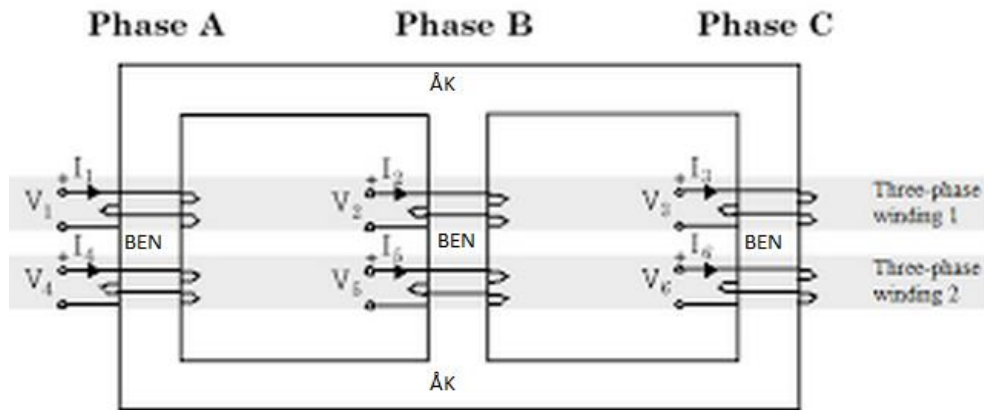 Phase A Phase B Phase C
ÅK
I1 I2 I3
V1 V2 V3
Three-phase
winding 1
BEN BEN BEN
I4 I5 I6
V4 V5 V6
Three-phase
winding 2
ÅK